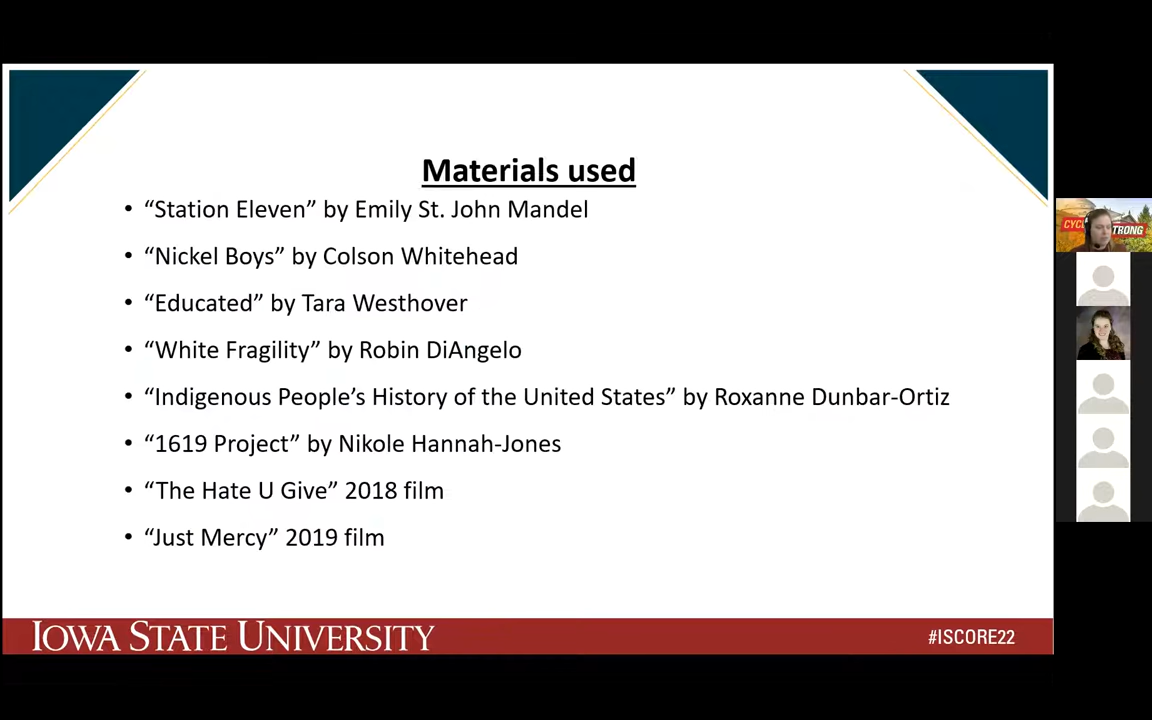 Materials used
• “Station Eleven” by Emily St. John Mandel
• “Nickel Boys” by Colson Whitehead
• “Educated” by Tara Westhover
• “White Fragility” by Robin DiAngelo
• “Indigenous People’s History of the United States” by Roxanne Dunbar-Ortiz
• “1619 Project” by Nikole Hannah-Jones
• “The Hate U Give” 2018 film
• “Just Mercy” 2019 film
IOWA STATE UNIVERSITY
#ISCORE22
CYCL
TRONG